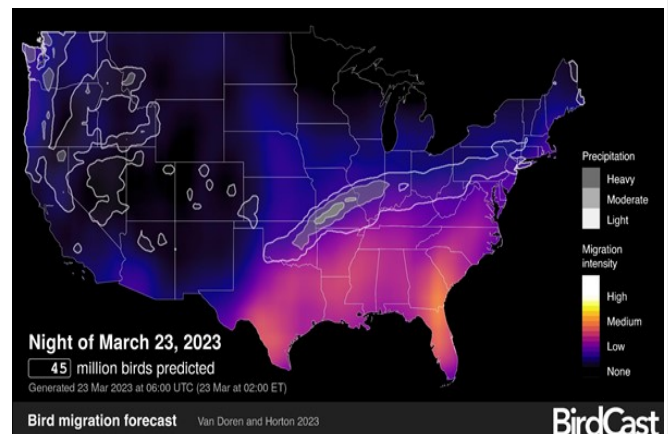 Precipitation
Heavy
Moderate
Light
Migration
intensity
High
Medium
Low
None
Night of March 23, 2023
45 million birds predicted
Generated 23 Mar 2023 at 06:00 UTC (23 Mar at 02:00 ET)
Bird migration forecast Van Doren and Horton 2023
BirdCast